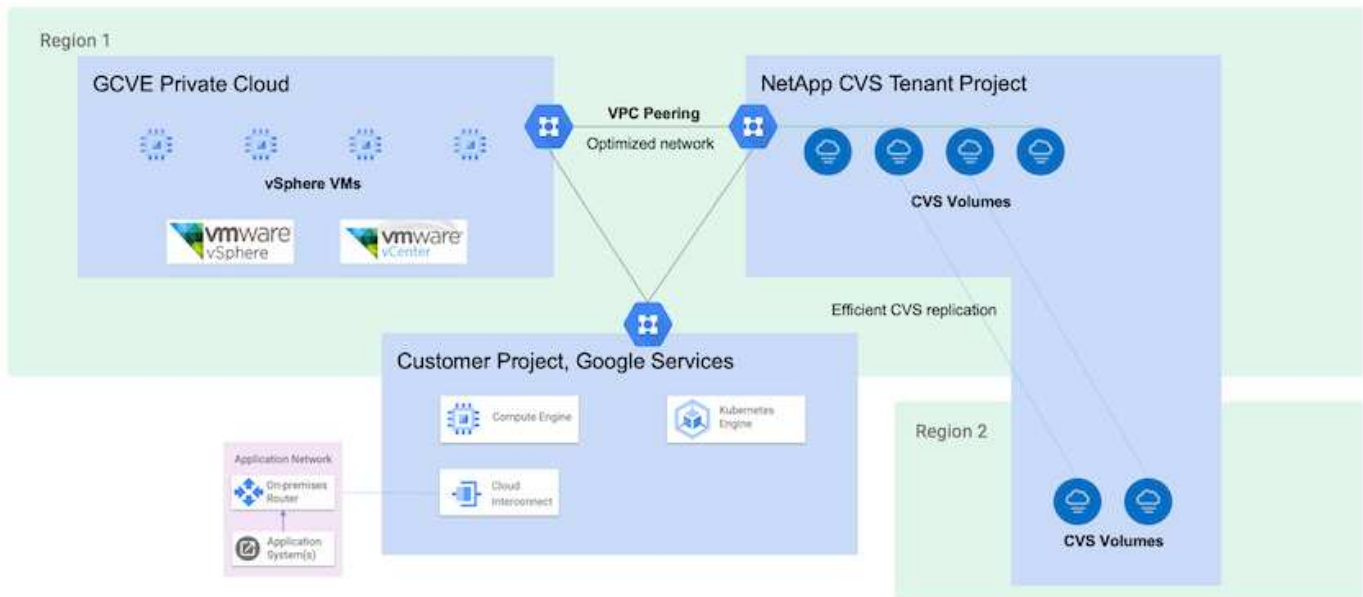 Region 1
GCVE Private Cloud
vSphere VMs
vmware
vSphere
vmware
vCenter
VPC Peering
Optimized network
NetApp CVS Tenant Project
CVS Volumes
Efficient CVS replication
Customer Project, Google Services
Compute Engine
Kubernetes
Engine
Cloud
Interconnect
Application Network
On-premises
Router
Application
System(s)
Region 2
CVS Volumes